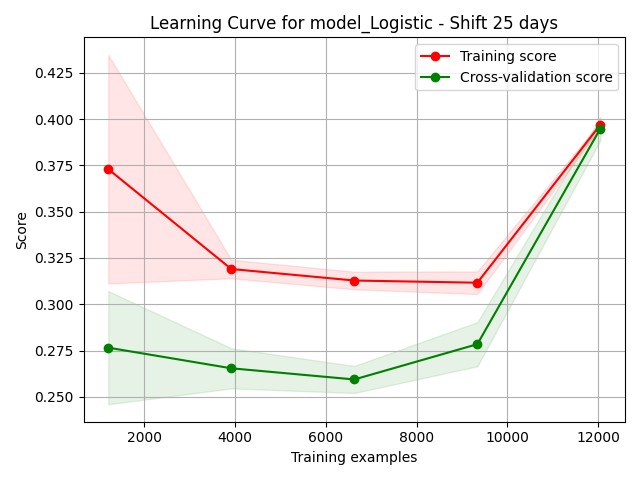 Learning Curve for model_Logistic - Shift 25 days
Training score
Cross-validation score
0.425
0.400
0.375
0.350
0.325
0.300
0.275
0.250
Score
2000 4000 6000 8000 10000 12000
Training examples